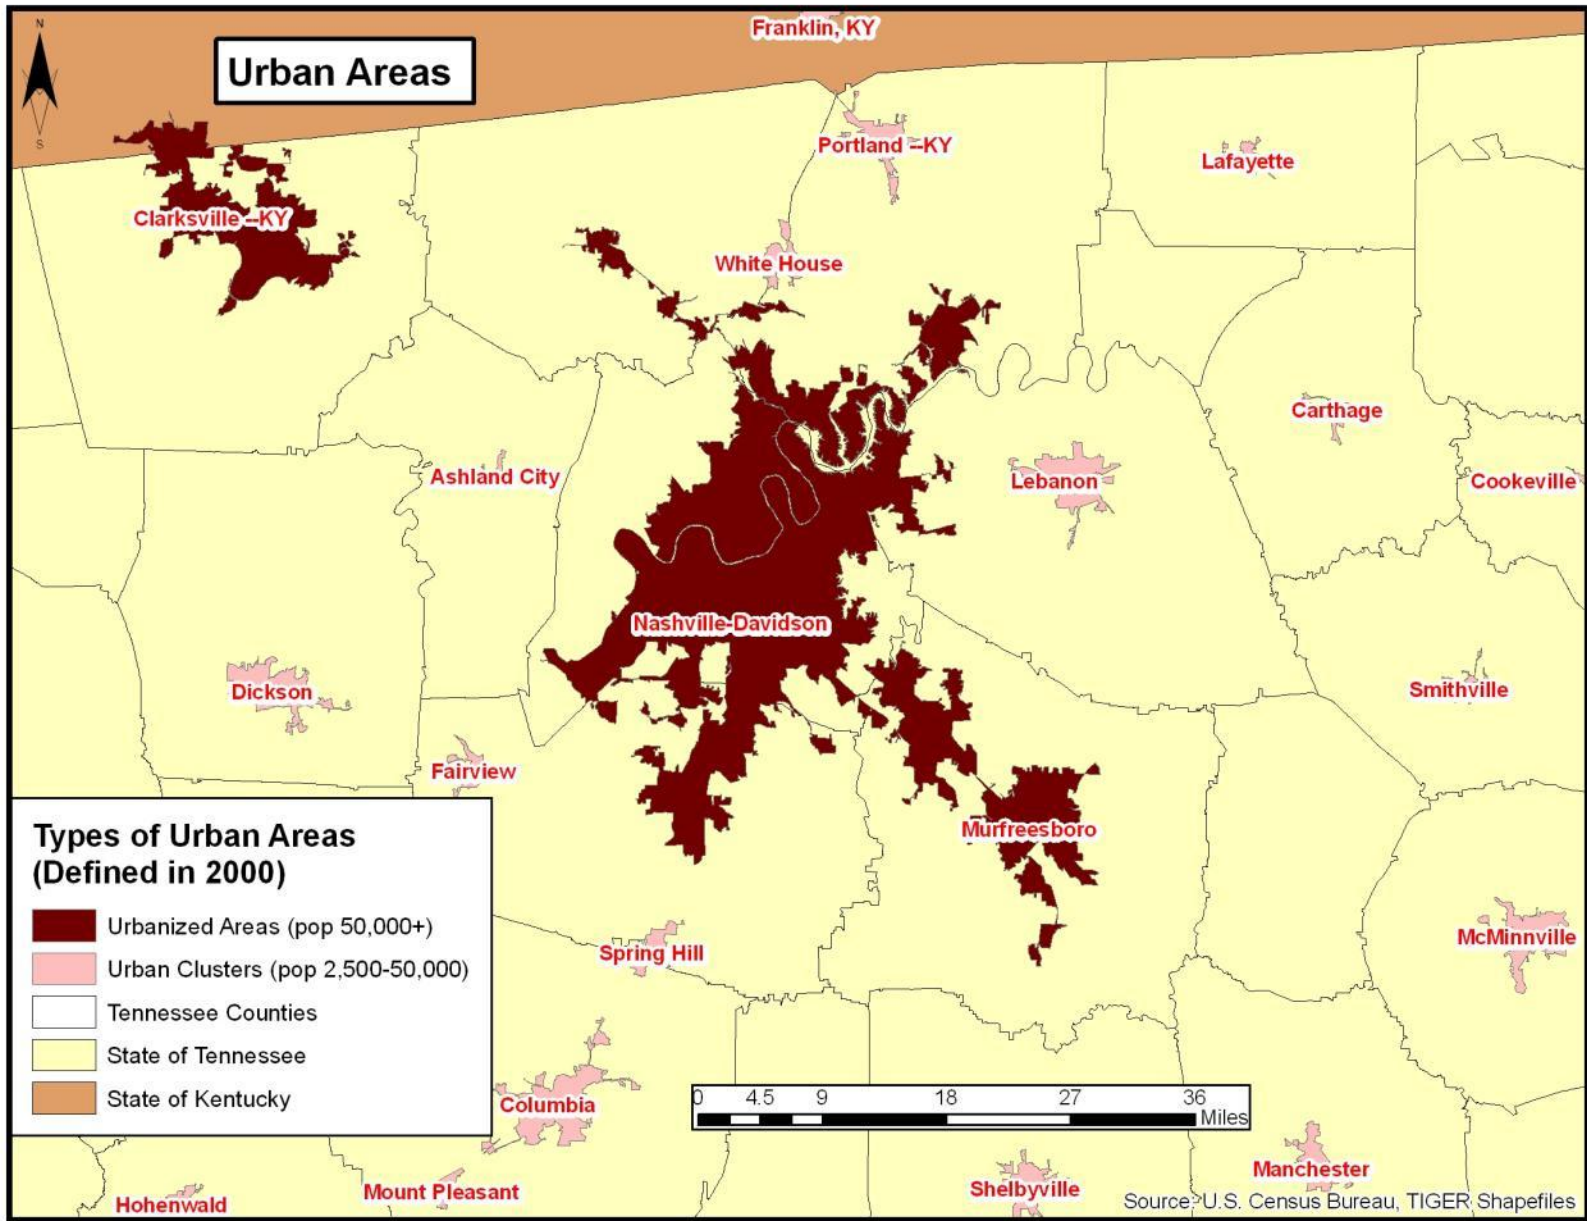 N
S
Urban Areas
Franklin, KY
Portland --KY
Lafayette
Clarksville --KY
White House
Carthage
Ashland City
Lebanon
Cookeville
Nashville-Davidson
Dickson
Smithville
Fairview
Murfreesboro
Spring Hill
McMinnville
Columbia
Manchester
Mount Pleasant
Shelbyville
Hohenwald
Types of Urban Areas
(Defined in 2000)
Urbanized Areas (pop 50,000+)
Urban Clusters (pop 2,500-50,000)
Tennessee Counties
State of Tennessee
State of Kentucky
0 4.5 9 18 27 36
Miles
Source: U.S. Census Bureau, TIGER Shapefiles